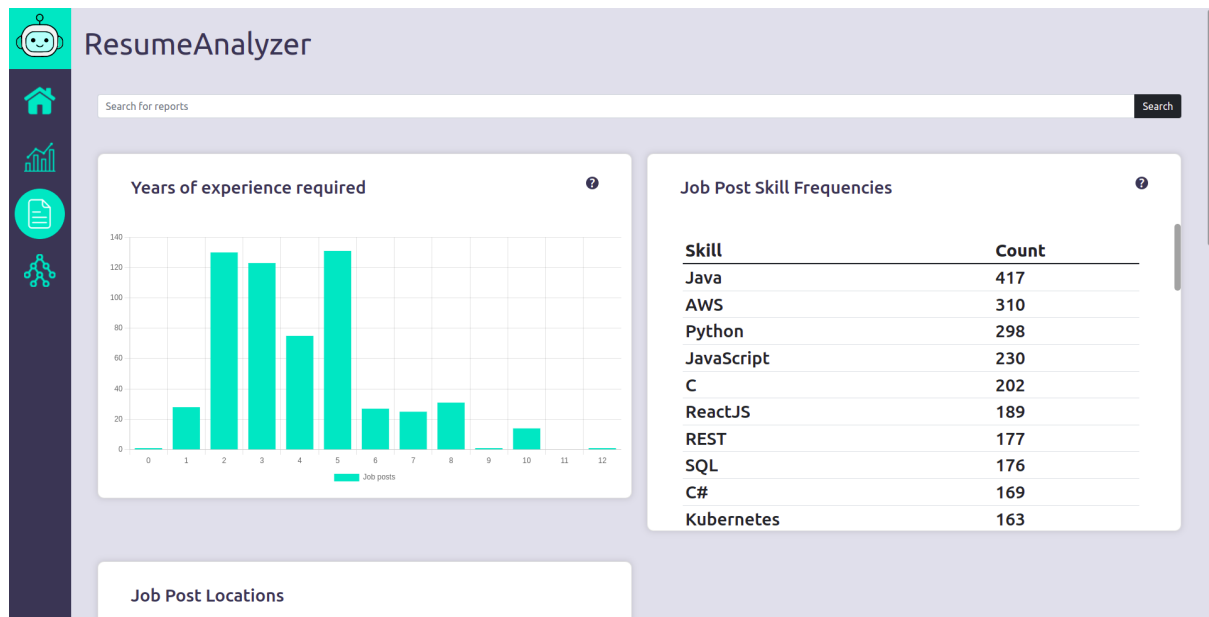 ResumeAnalyzer
Search for reports
Search
Years of experience required
?
140
120
100
80
60
40
20
0
0 1 2 3 4 5 6 7 8 9 10 11 12
Job posts
Job Post Skill Frequencies
?
Skill Count
Java 417
AWS 310
Python 298
JavaScript 230
C 202
ReactJS 189
REST 177
SQL 176
C# 169
Kubernetes 163
Job Post Locations